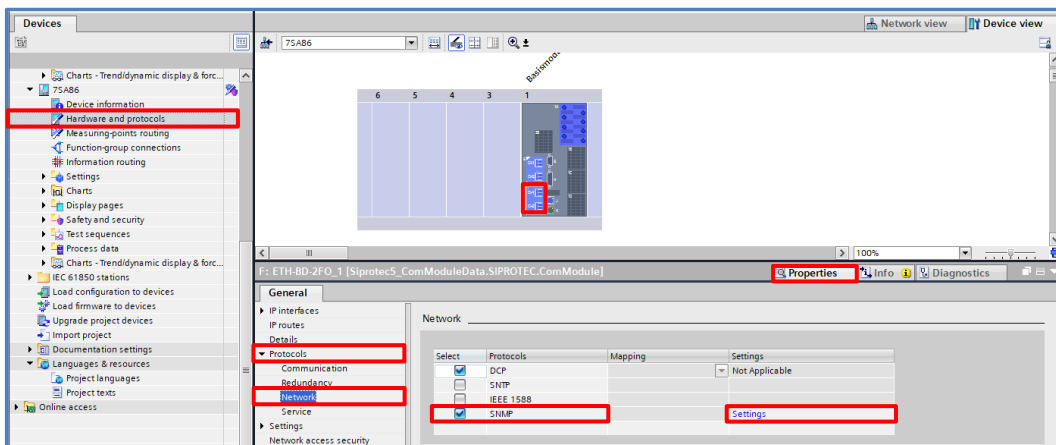 Devices
Network view
Device view
7SA86
Charts - Trend/dynamic display & forc...
7SA86
Device information
Hardware and protocols
Measuring-points routing
Function-group connections
Information routing
Settings
Charts
Display pages
Safety and security
Test sequences
Process data
Charts - Trend/dynamic display & forc...
IEC 61850 stations
Load configuration to devices
Load firmware to devices
Upgrade project devices
Import project
Documentation settings
Languages & resources
Project languages
Project texts
Online access
Basismod
6 5 4 3 1
100%
F: ETH-BD-2FO_1 [Siprotec5_ComModuleData.SIPROTEC.ComModule]
Properties
Info
Diagnostics
General
IP interfaces
IP routes
Details
Protocols
Communication
Redundancy
Network
Service
Settings
Network access security
Network
Select Protocols Mapping Settings
DCP Not Applicable
SNTP
IEEE 1588
SNMP Settings